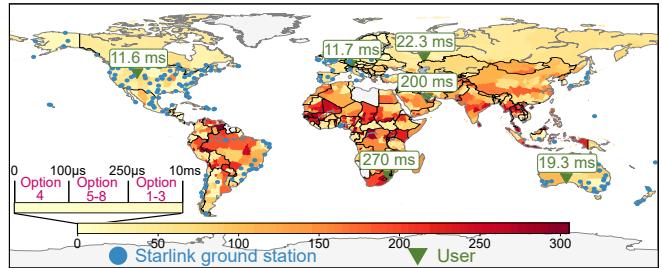 22.3 ms
11.7 ms
11.6 ms
200 ms
270 ms
19.3 ms
0 100μs 250μs 10ms
Option Option Option
4 5-8 1-3
0 50 100 150 200 250 300
Starlink ground station User